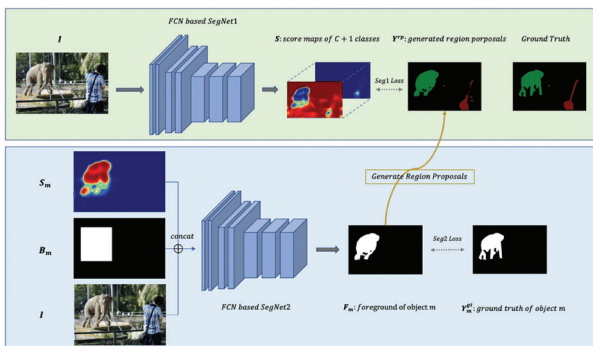 FCN based SegNet1
I
S: score maps of C + 1 classes
Y^rp: generated region porposals
Ground Truth
Seg1 Loss
Generate Region Proposals
S_m
concat
B_m
Seg2 Loss
I
FCN based SegNet2
F_m: foreground of object m
Y_m^gt: ground truth of object m